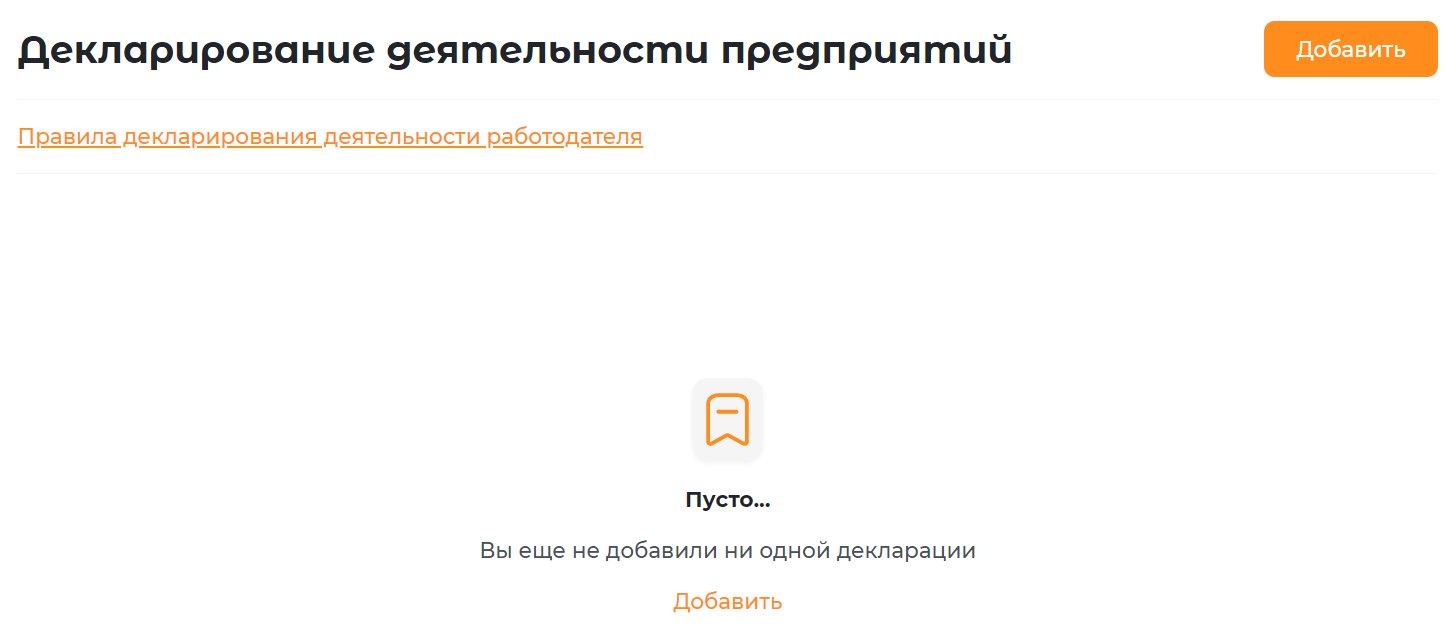 Декларирование деятельности предприятий
Добавить
Правила декларирования деятельности работодателя
Пусто...
Вы еще не добавили ни одной декларации
Добавить